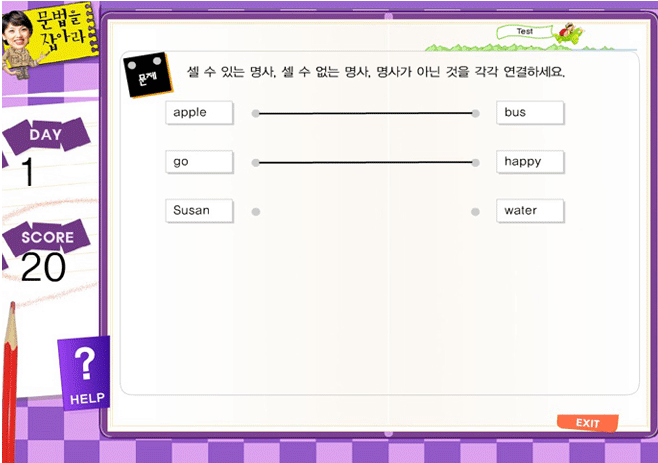 문법을
잡아라
Test
문제
셀 수 있는 명사, 셀 수 없는 명사, 명사가 아닌 것을 각각 연결하세요.
apple
bus
DAY
1
go
happy
Susan
water
SCORE
20
?
HELP
EXIT